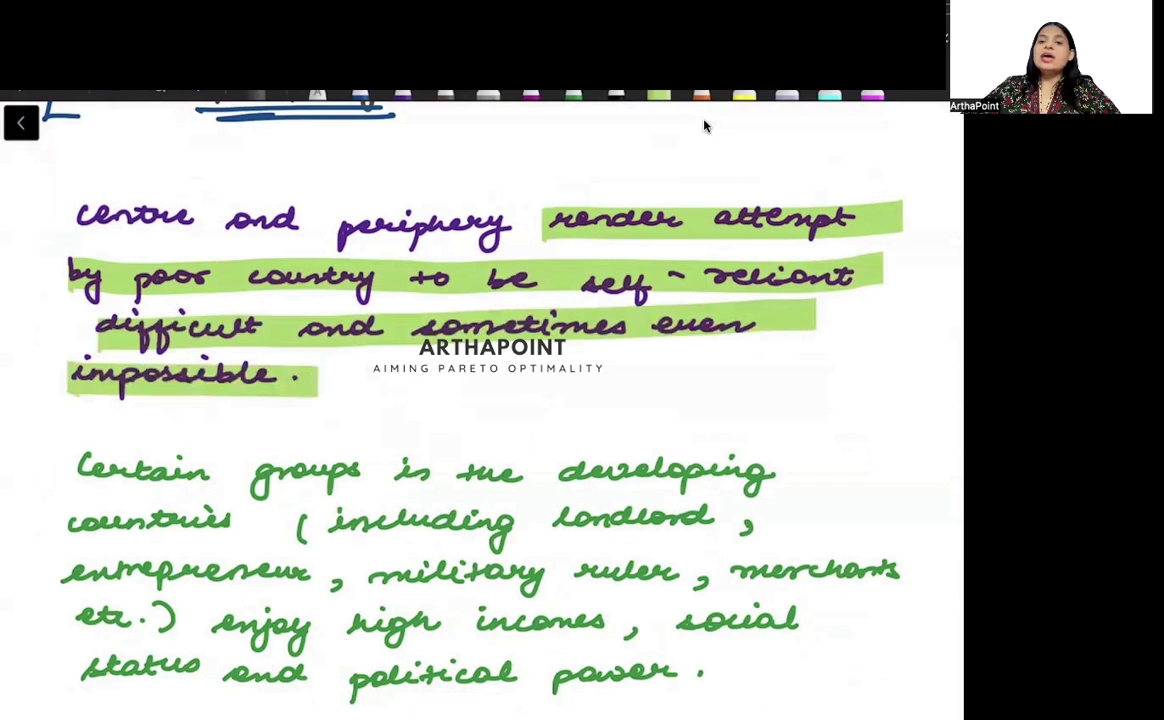 ArthaPoint
centre and periphery render attempt
by poor country to be self-reliant
difficult and sometimes even
ARTHAPOINT
AIMING PARETO OPTIMALITY
impossible.
Certain groups in the developing
countries (including landlord,
entrepreneur, military ruler, merchants
etc.) enjoy high incomes, social
status and political power.